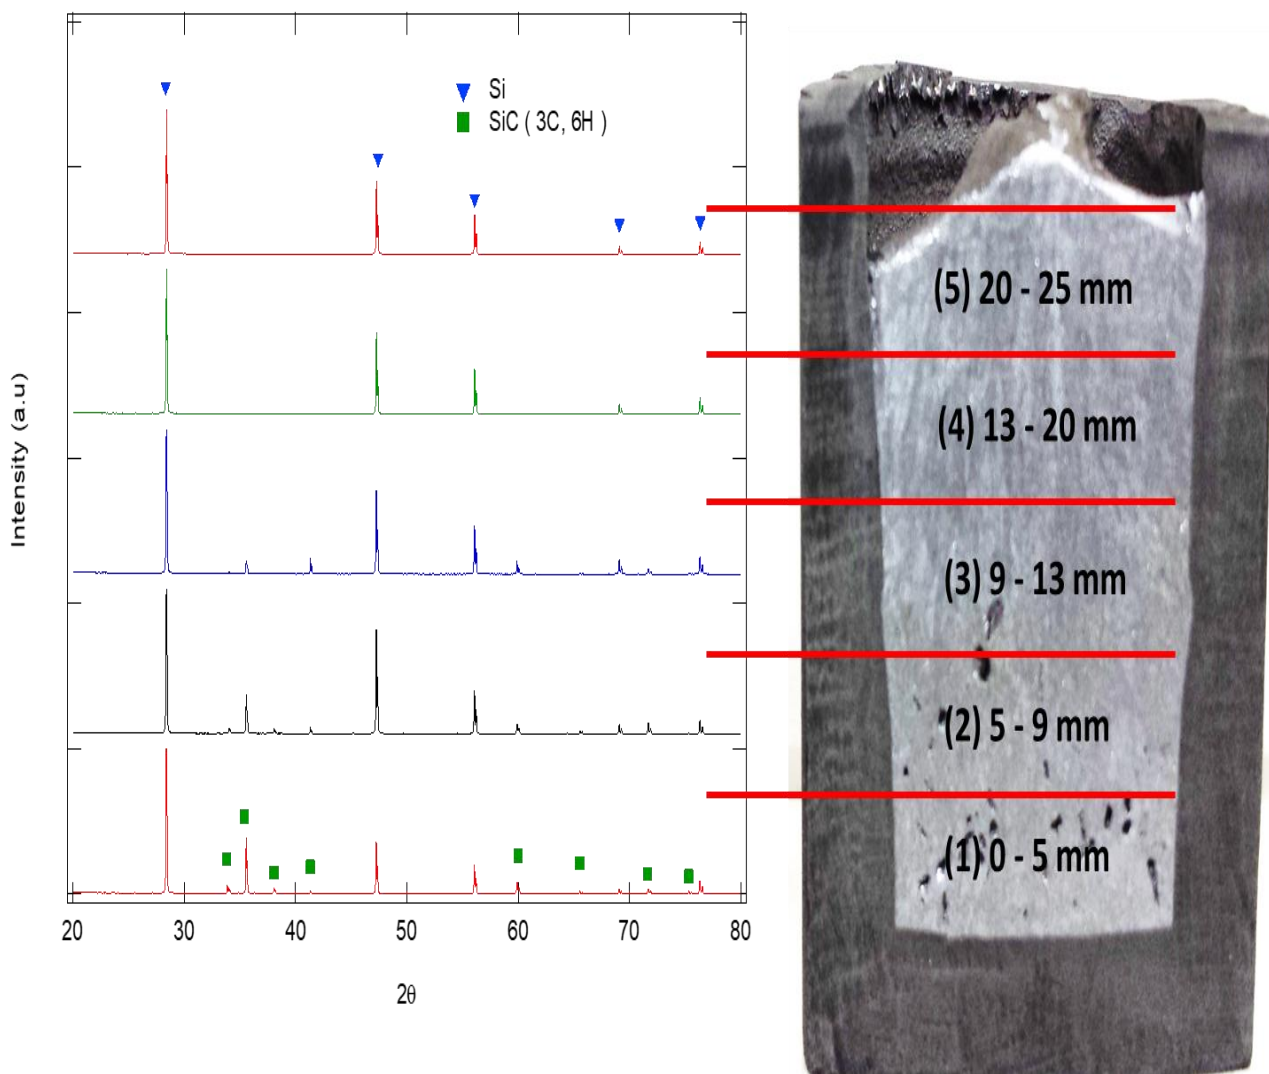 Si
SiC ( 3C, 6H )
Intensity (a.u)
20 30 40 50 60 70 80
2θ
(5) 20 - 25 mm
(4) 13 - 20 mm
(3) 9 - 13 mm
(2) 5 - 9 mm
(1) 0 - 5 mm